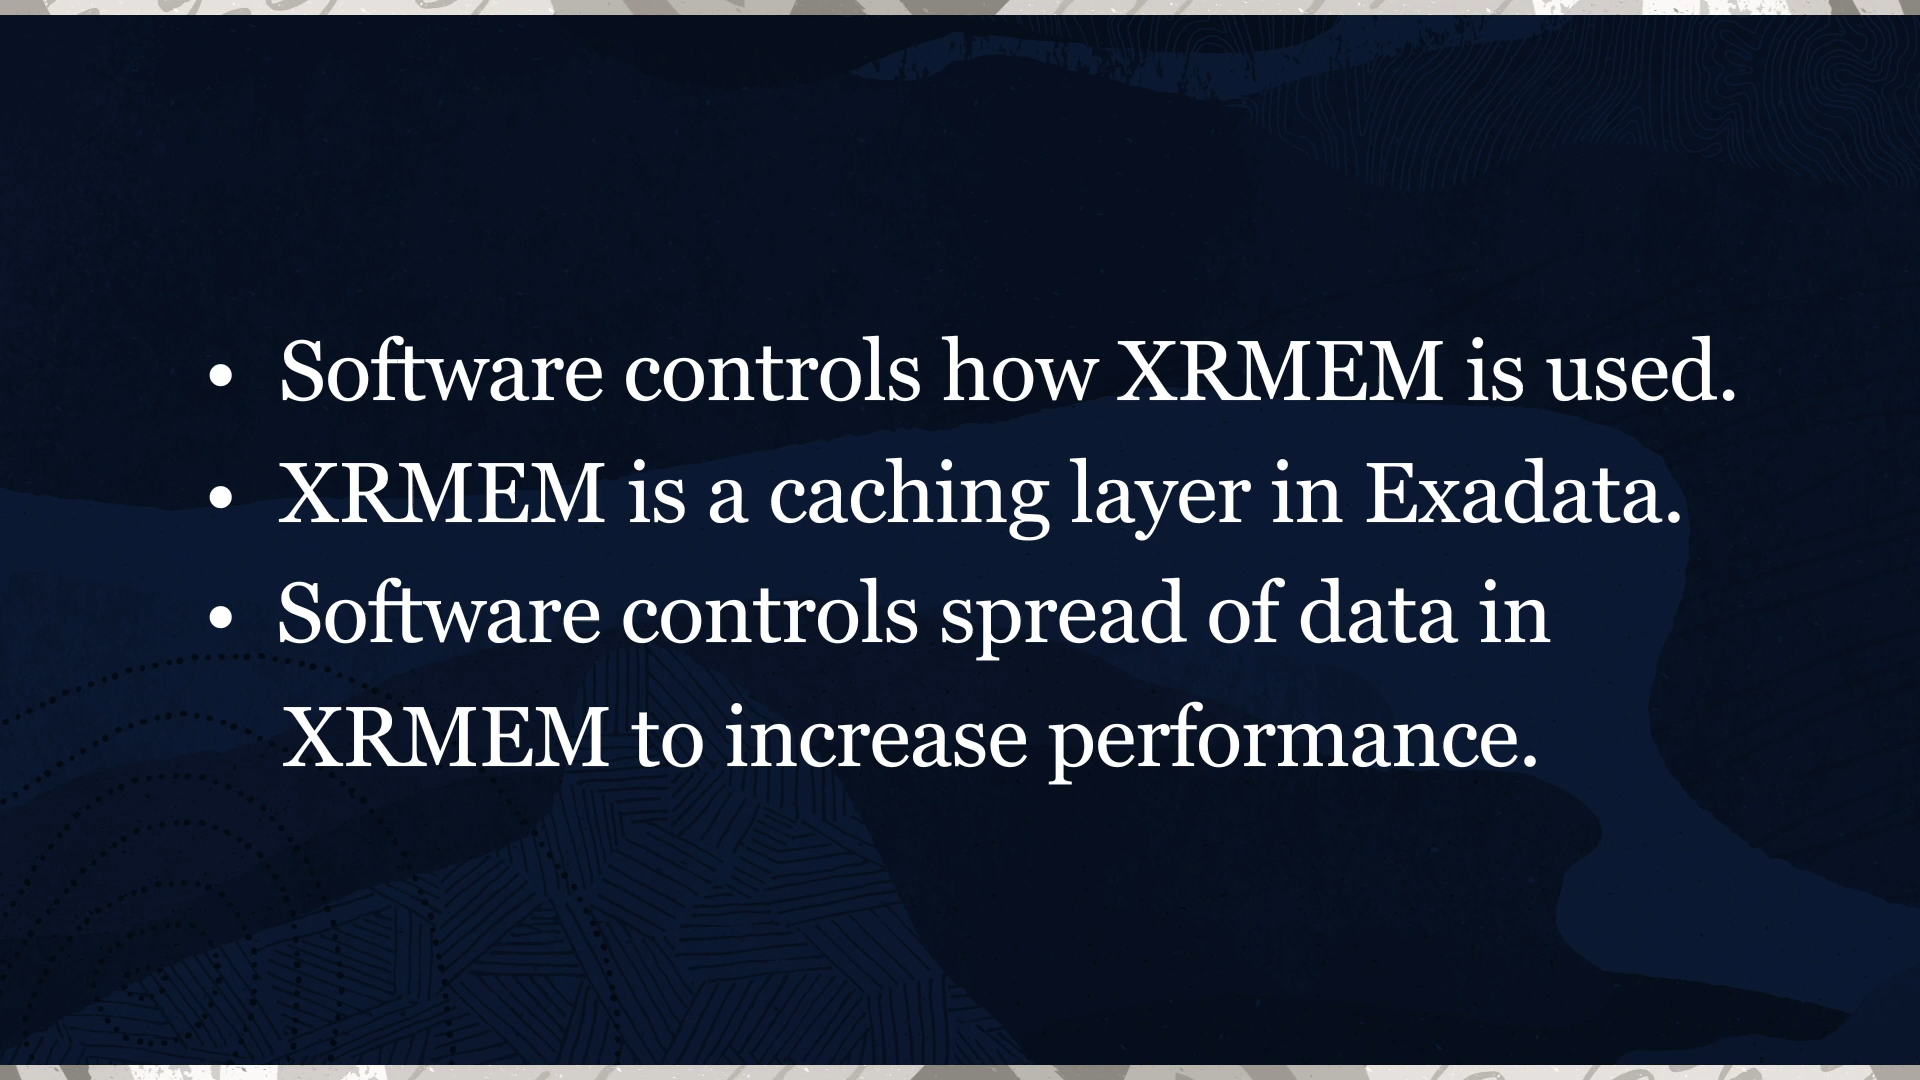 • Software controls how XRMEM is used.
• XRMEM is a caching layer in Exadata.
• Software controls spread of data in
XRMEM to increase performance.